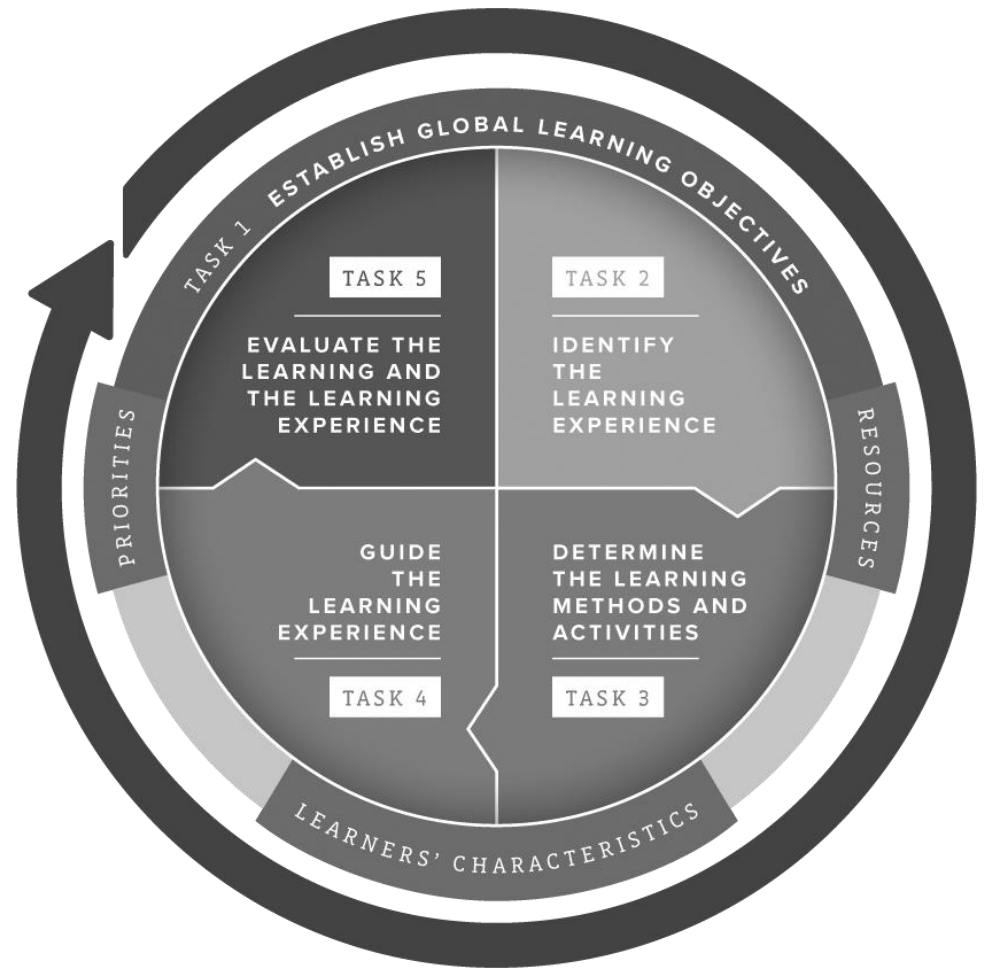 TASK 1 ESTABLISH GLOBAL LEARNING OBJECTIVES
TASK 5
EVALUATE THE
LEARNING AND
THE LEARNING
EXPERIENCE
TASK 2
IDENTIFY
THE
LEARNING
EXPERIENCE
PRIORITIES
RESOURCES
DETERMINE
THE LEARNING
METHODS AND
ACTIVITIES
TASK 3
GUIDE
THE
LEARNING
EXPERIENCE
TASK 4
LEARNERS’ CHARACTERISTICS